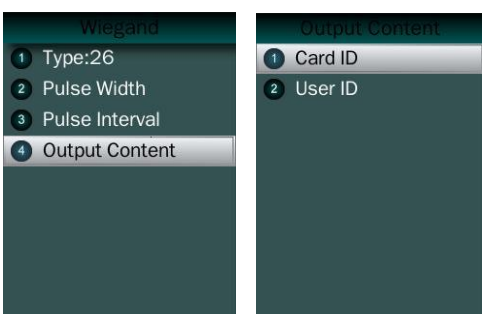 Wiegand
1 Type:26
2 Pulse Width
3 Pulse Interval
4 Output Content
Output Content
1 Card ID
2 User ID